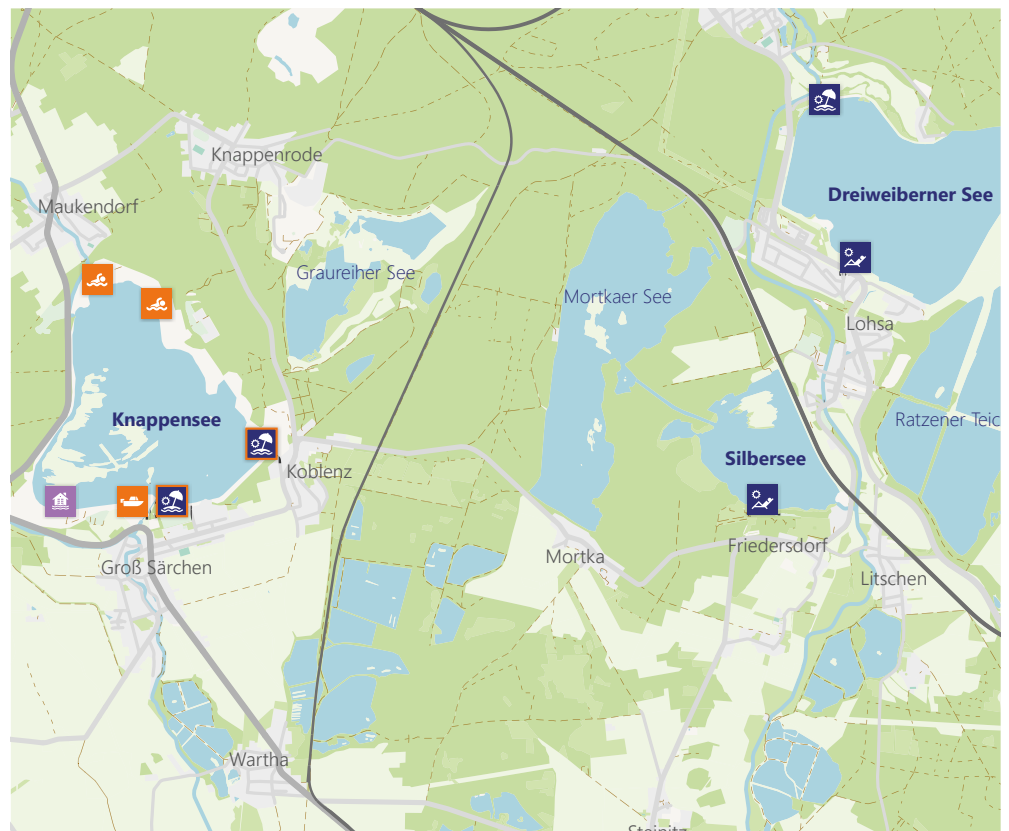 Knappenrode
Maukendorf
Dreiweiberner See
Graureiher See
Mortkaer See
Lohsa
Knappensee
Ratzener Teic
Koblenz
Silbersee
Friedersdorf
Mortka
Groß Särchen
Litschen
Wartha
Steinitz